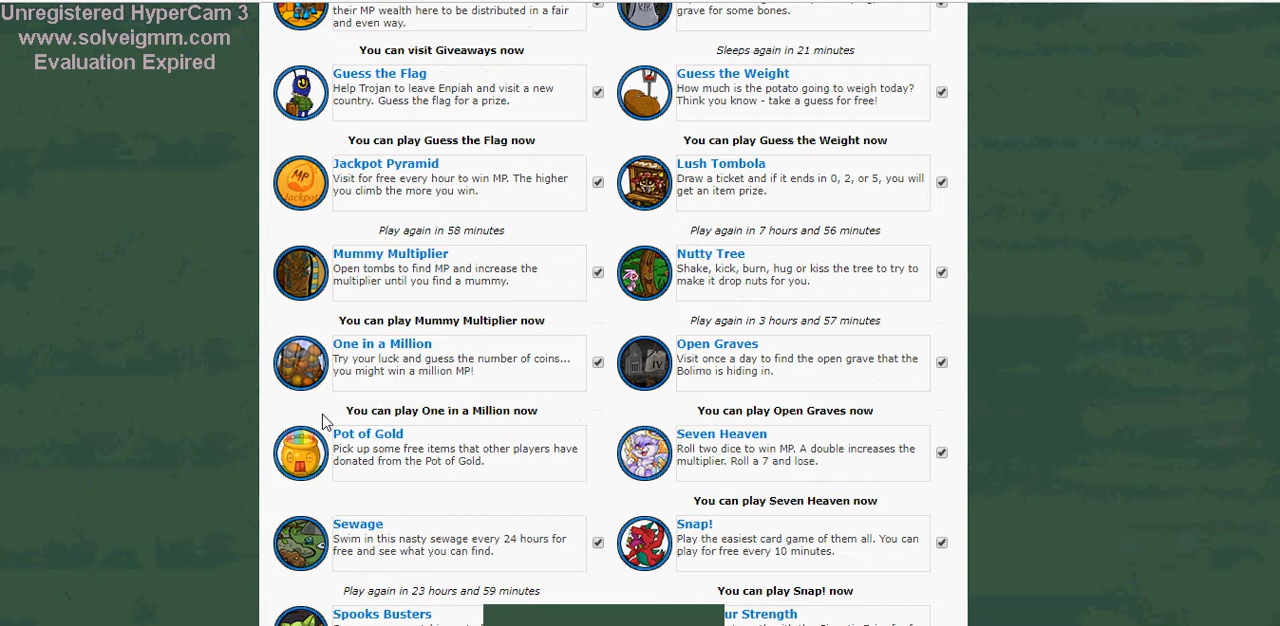 Unregistered HyperCam 3
www.solveigmm.com
Evaluation Expired
their MP wealth here to be distributed in a fair
and even way.
grave for some bones.
You can visit Giveaways now
Sleeps again in 21 minutes
Guess the Flag
Help Trojan to leave Enpiah and visit a new
country. Guess the flag for a prize.
Guess the Weight
How much is the potato going to weigh today?
Think you know - take a guess for free!
You can play Guess the Flag now
You can play Guess the Weight now
Jackpot Pyramid
Visit for free every hour to win MP. The higher
you climb the more you win.
Lush Tombola
Draw a ticket and if it ends in 0, 2, or 5, you will
get an item prize.
Play again in 58 minutes
Play again in 7 hours and 56 minutes
Mummy Multiplier
Open tombs to find MP and increase the
multiplier until you find a mummy.
Nutty Tree
Shake, kick, burn, hug or kiss the tree to try to
make it drop nuts for you.
You can play Mummy Multiplier now
Play again in 3 hours and 57 minutes
One in a Million
Try your luck and guess the number of coins...
you might win a million MP!
Open Graves
Visit once a day to find the open grave that the
Bolimo is hiding in.
You can play One in a Million now
You can play Open Graves now
Pot of Gold
Pick up some free items that other players have
donated from the Pot of Gold.
Seven Heaven
Roll two dice to win MP. A double increases the
multiplier. Roll a 7 and lose.
You can play Seven Heaven now
Sewage
Swim in this nasty sewage every 24 hours for
free and see what you can find.
Snap!
Play the easiest card game of them all. You can
play for free every 10 minutes.
Play again in 23 hours and 59 minutes
You can play Snap! now
Spooks Busters
ur Strength